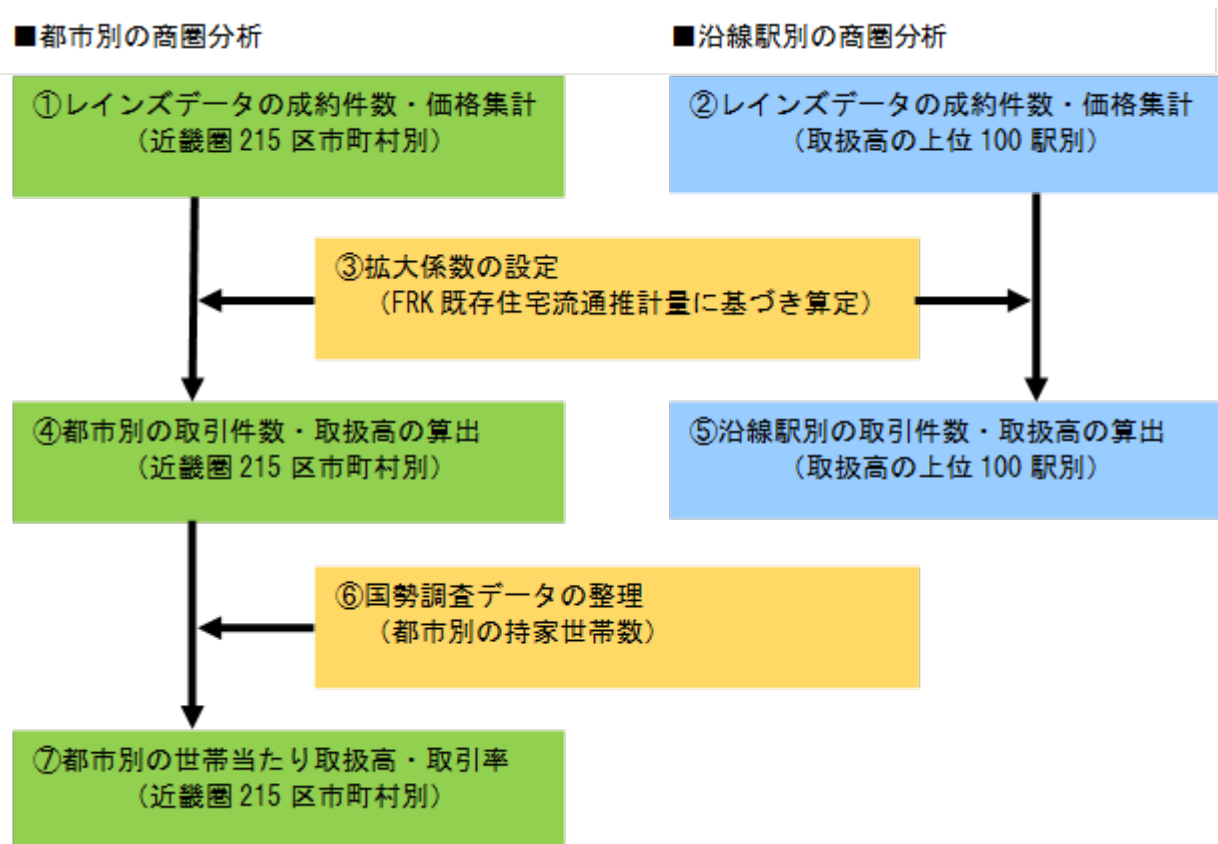 ■都市別の商圏分析
■沿線駅別の商圏分析
①レインズデータの成約件数・価格集計
（近畿圏215区市町村別）
②レインズデータの成約件数・価格集計
（取扱高の上位100駅別）
③拡大係数の設定
（FRK既存住宅流通推計量に基づき算定）
④都市別の取引件数・取扱高の算出
（近畿圏215区市町村別）
⑤沿線駅別の取引件数・取扱高の算出
（取扱高の上位100駅別）
⑥国勢調査データの整理
（都市別の持家世帯数）
⑦都市別の世帯当たり取扱高・取引率
（近畿圏215区市町村別）